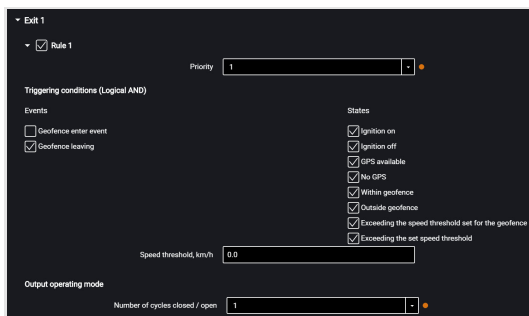 Exit 1
Rule 1
Priority 1
Triggering conditions (Logical AND)
Events States
Geofence enter event Ignition on
Geofence leaving Ignition off
GPS available
No GPS
Within geofence
Outside geofence
Exceeding the speed threshold set for the geofence
Exceeding the set speed threshold
Speed threshold, km/h 0.0
Output operating mode
Number of cycles closed / open 1